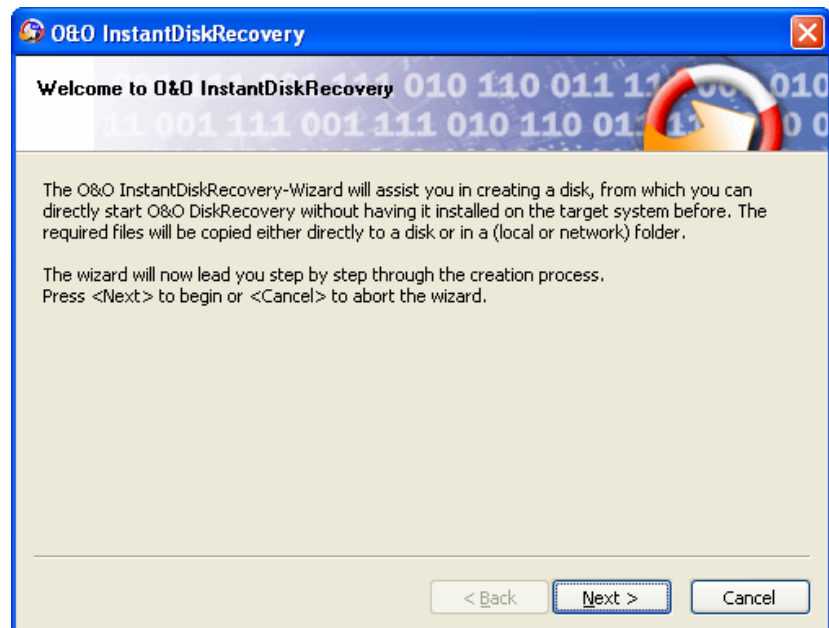 O&O InstantDiskRecovery
Welcome to O&O InstantDiskRecovery
010 110 011 11
010
11 001 111 001 111 010 110 01
The O&O InstantDiskRecovery-Wizard will assist you in creating a disk, from which you can
directly start O&O DiskRecovery without having it installed on the target system before. The
required files will be copied either directly to a disk or in a (local or network) folder.
The wizard will now lead you step by step through the creation process.
Press <Next> to begin or <Cancel> to abort the wizard.
< Back
Next >
Cancel